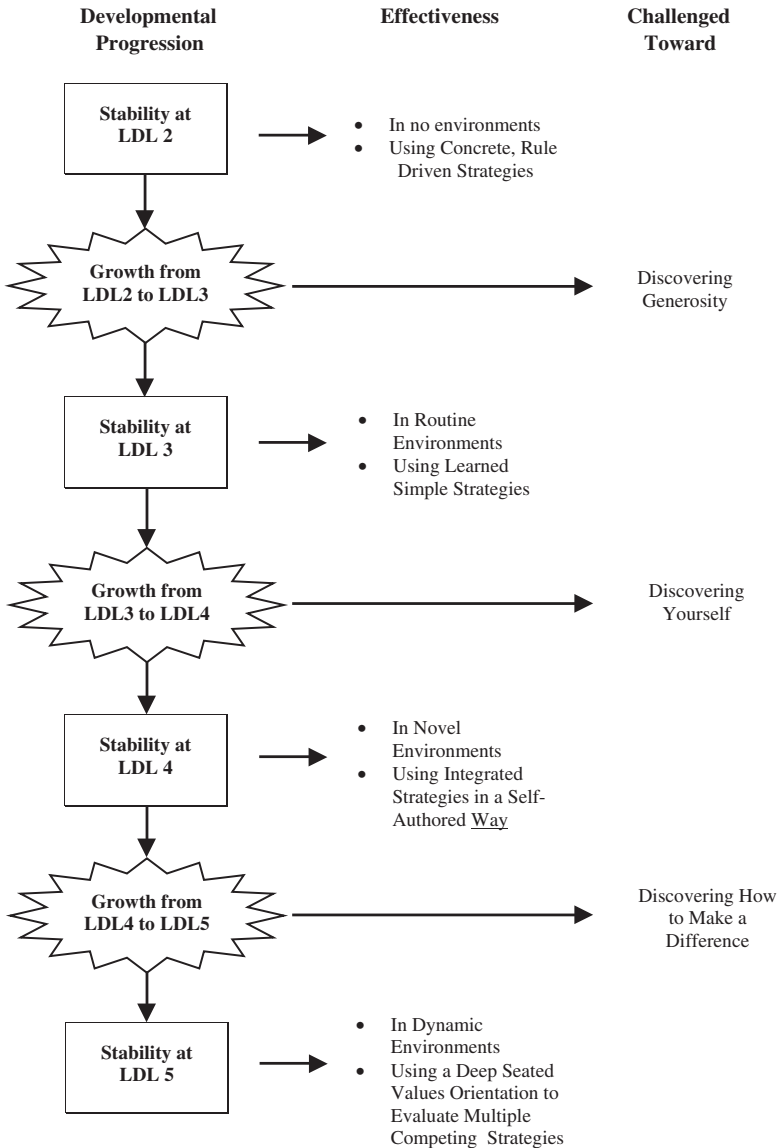 Developmental
Progression
Effectiveness
Challenged
Toward
Stability at
LDL 2
• In no environments
• Using Concrete, Rule
Driven Strategies
Growth from
LDL2 to LDL3
Discovering
Generosity
Stability at
LDL 3
• In Routine
Environments
• Using Learned
Simple Strategies
Growth from
LDL3 to LDL4
Discovering
Yourself
Stability at
LDL 4
• In Novel
Environments
• Using Integrated
Strategies in a Self-
Authored Way
Growth from
LDL4 to LDL5
Discovering How
to Make a
Difference
Stability at
LDL 5
• In Dynamic
Environments
• Using a Deep Seated
Values Orientation to
Evaluate Multiple
Competing Strategies